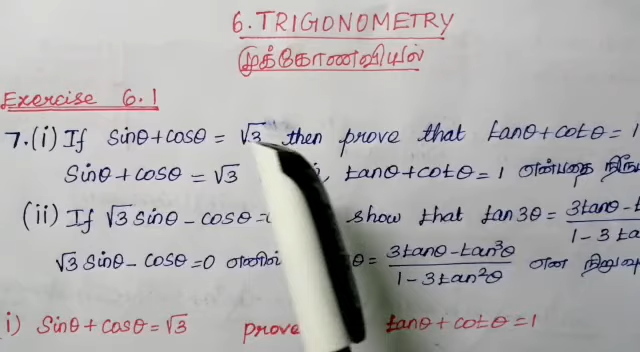 6. TRIGONOMETRY
முக்கோணவியல்
Exercise 6.1
7. (i) If Sinθ + cosθ = √3 then prove that tanθ + cotθ = 1
Sinθ + cosθ = √3 , tanθ + cotθ = 1 என்பதை
(ii) If √3 Sinθ - cosθ = show that tan 3θ = 3tanθ - t / 1 - 3 ta
√3 Sinθ - cosθ = 0 எனில் θ = 3tanθ - tan³θ / 1 - 3tan²θ என
i) Sinθ + cosθ = √3 prove tanθ + cotθ = 1